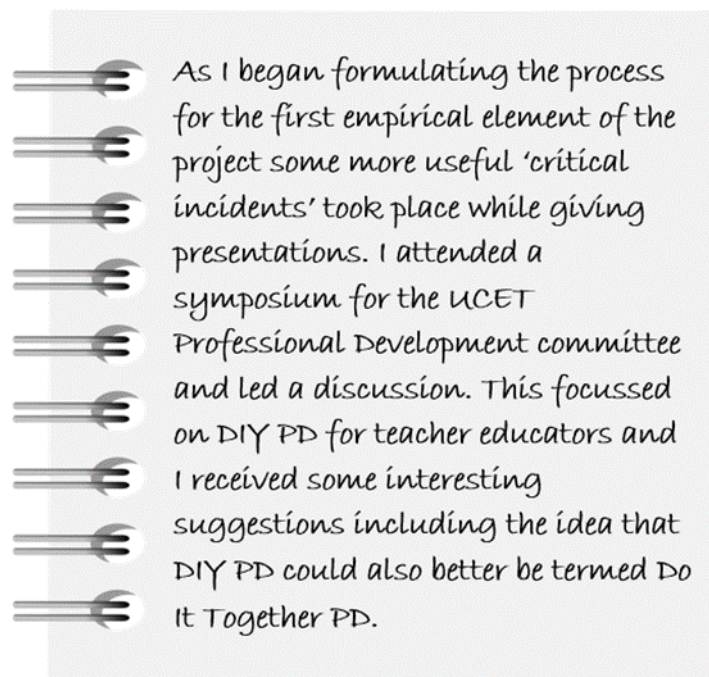 As I began formulating the process
for the first empirical element of the
project some more useful ‘critical
incidents’ took place while giving
presentations. I attended a
symposium for the UCET
Professional Development committee
and led a discussion. This focussed
on DIY PD for teacher educators and
I received some interesting
suggestions including the idea that
DIY PD could also better be termed Do
It Together PD.